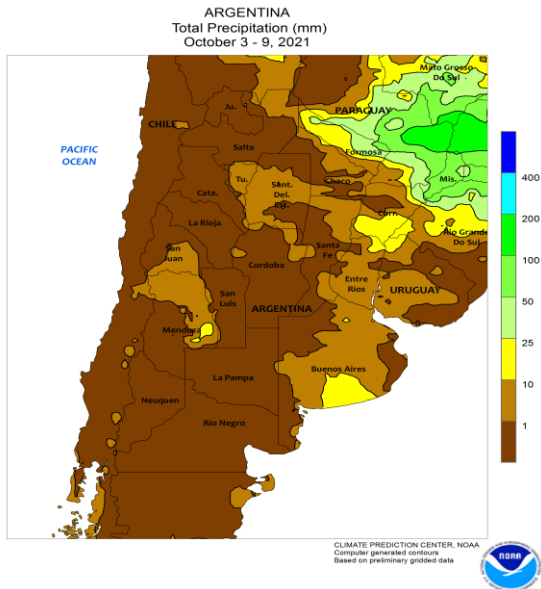 ARGENTINA
Total Precipitation (mm)
October 3 - 9, 2021
Mato Grosso
Do Sul
Ju.
PARAGUAY
CHILE
PACIFIC
OCEAN
Salta
Formosa
Tu.
Sant.
Del.
Est.
Chaco
Mis.
Cata.
Corr.
La Rioja
Rio Grande
Do Sul
San
Juan
Santa
Fe
Cordoba
Entre
Rios
URUGUAY
San
Luis
ARGENTINA
Mendoza
Buenos Aires
La Pampa
Neuquen
Rio Negro
400
200
100
50
25
10
1
CLIMATE PREDICTION CENTER, NOAA
Computer generated contours
Based on preliminary gridded data
NOAA